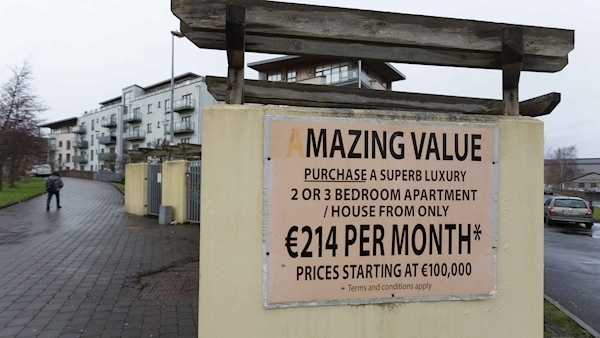 AMAZING VALUE
PURCHASE A SUPERB LUXURY
2 OR 3 BEDROOM APARTMENT
/ HOUSE FROM ONLY
€214 PER MONTH*
PRICES STARTING AT €100,000
* Terms and conditions apply